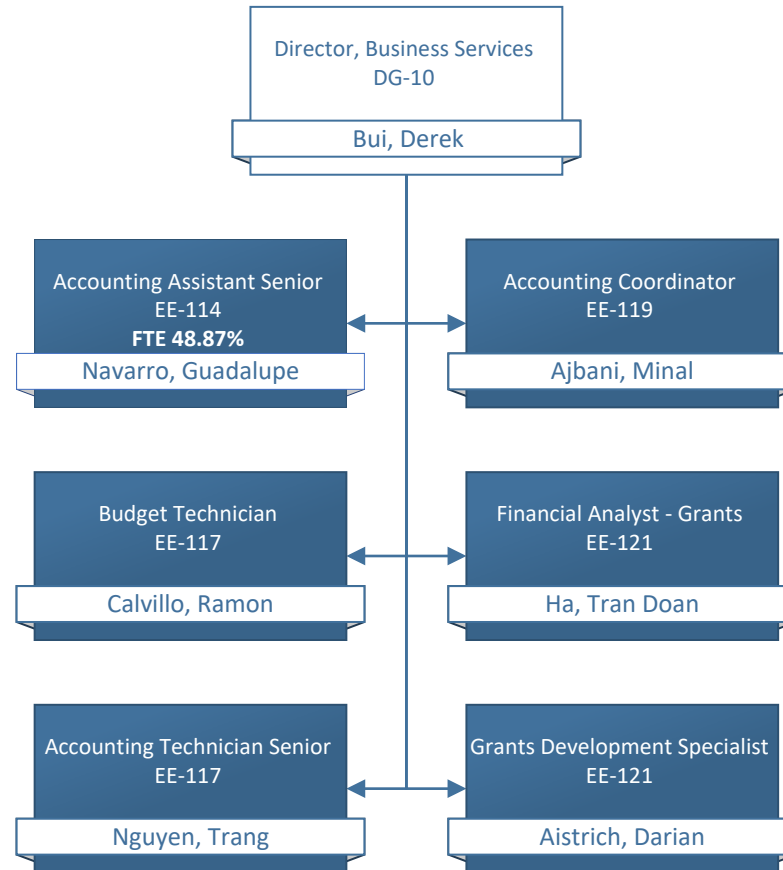 Director, Business Services
DG-10
Bui, Derek
Accounting Assistant Senior
EE-114
FTE 48.87%
Navarro, Guadalupe
Accounting Coordinator
EE-119
Ajbani, Minal
Budget Technician
EE-117
Calvillo, Ramon
Financial Analyst - Grants
EE-121
Ha, Tran Doan
Accounting Technician Senior
EE-117
Nguyen, Trang
Grants Development Specialist
EE-121
Aistrich, Darian